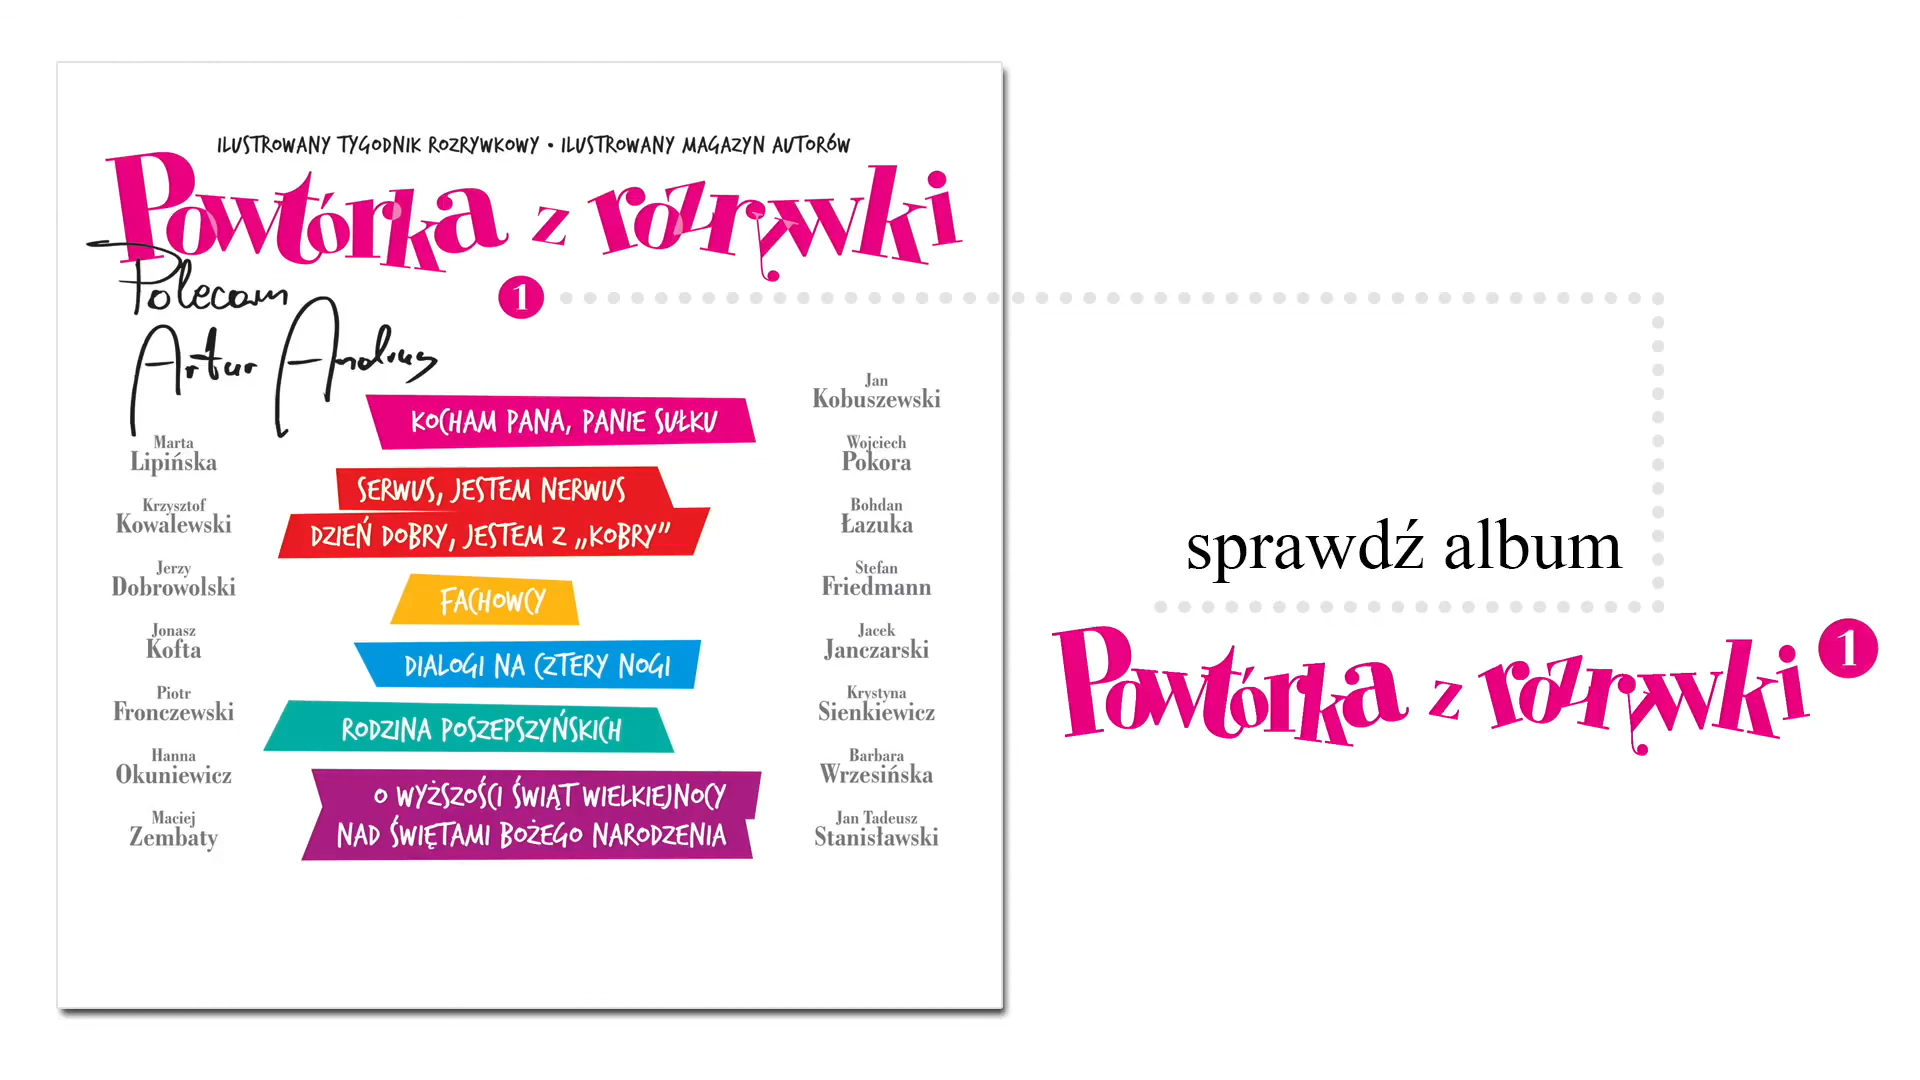 ILUSTROWANY TYGODNIK ROZRYWKOWY • ILUSTROWANY MAGAZYN AUTORÓW
Powtórka z rozrywki
1
Polecam
Artur Andrus
KOCHAM PANA, PANIE SUŁKU
SERWUS, JESTEM NERWUS
DZIEŃ DOBRY, JESTEM Z „KOBRY”
FACHOWCY
DIALOGI NA CZTERY NOGI
RODZINA POSZEPSZYŃSKICH
O WYŻSZOŚCI ŚWIĄT WIELKIEJNOCY
NAD ŚWIĘTAMI BOŻEGO NARODZENIA
Marta
Lipińska
Krzysztof
Kowalewski
Jerzy
Dobrowolski
Jonasz
Kofta
Piotr
Fronczewski
Hanna
Okuniewicz
Maciej
Zembaty
Jan
Kobuszewski
Wojciech
Pokora
Bohdan
Łazuka
Stefan
Friedmann
Jacek
Janczarski
Krystyna
Sienkiewicz
Barbara
Wrzesińska
Jan Tadeusz
Stanisławski
sprawdź album
Powtórka z rozrywki 1